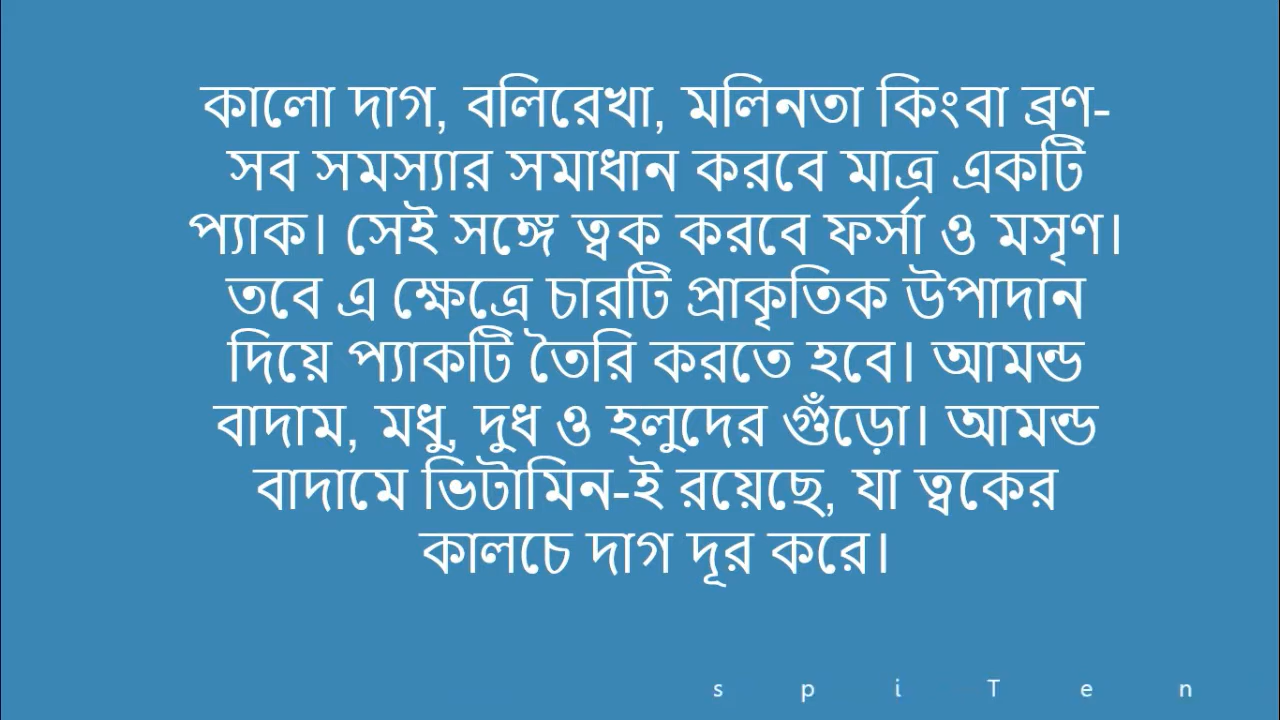 কালো দাগ, বলিরেখা, মলিনতা কিংবা ব্রণ-
সব সমস্যার সমাধান করবে মাত্র একটি
প্যাক। সেই সঙ্গে ত্বক করবে ফর্সা ও মসৃণ।
তবে এ ক্ষেত্রে চারটি প্রাকৃতিক উপাদান
দিয়ে প্যাকটি তৈরি করতে হবে। আমন্ড
বাদাম, মধু, দুধ ও হলুদের গুঁড়ো। আমন্ড
বাদামে ভিটামিন-ই রয়েছে, যা ত্বকের
কালচে দাগ দূর করে।
s p i T e n